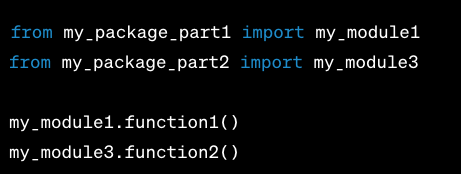 from my_package_part1 import my_module1
from my_package_part2 import my_module3
my_module1.function1()
my_module3.function2()